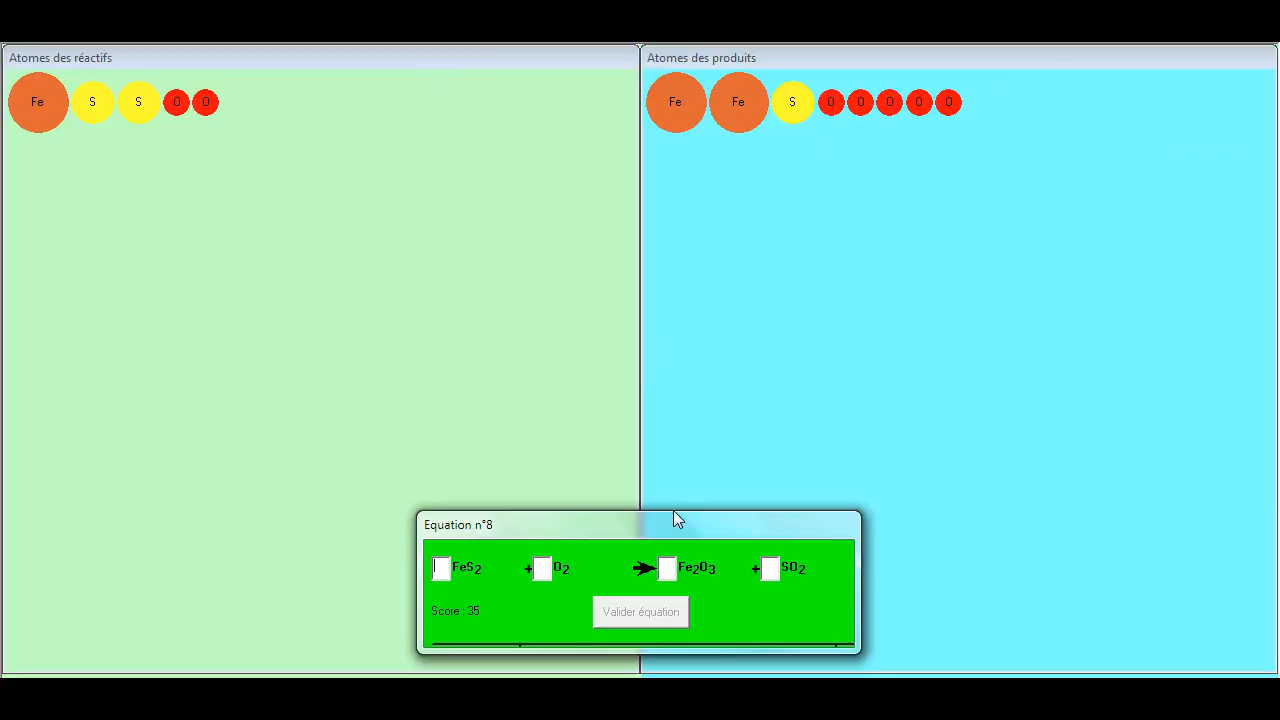 Atomes des réactifs
Fe S S O O
Atomes des produits
Fe Fe S O O O O O
Equation n°8
FeS₂ + O₂ ➔ Fe₂O₃ + SO₂
Score : 35
Valider équation